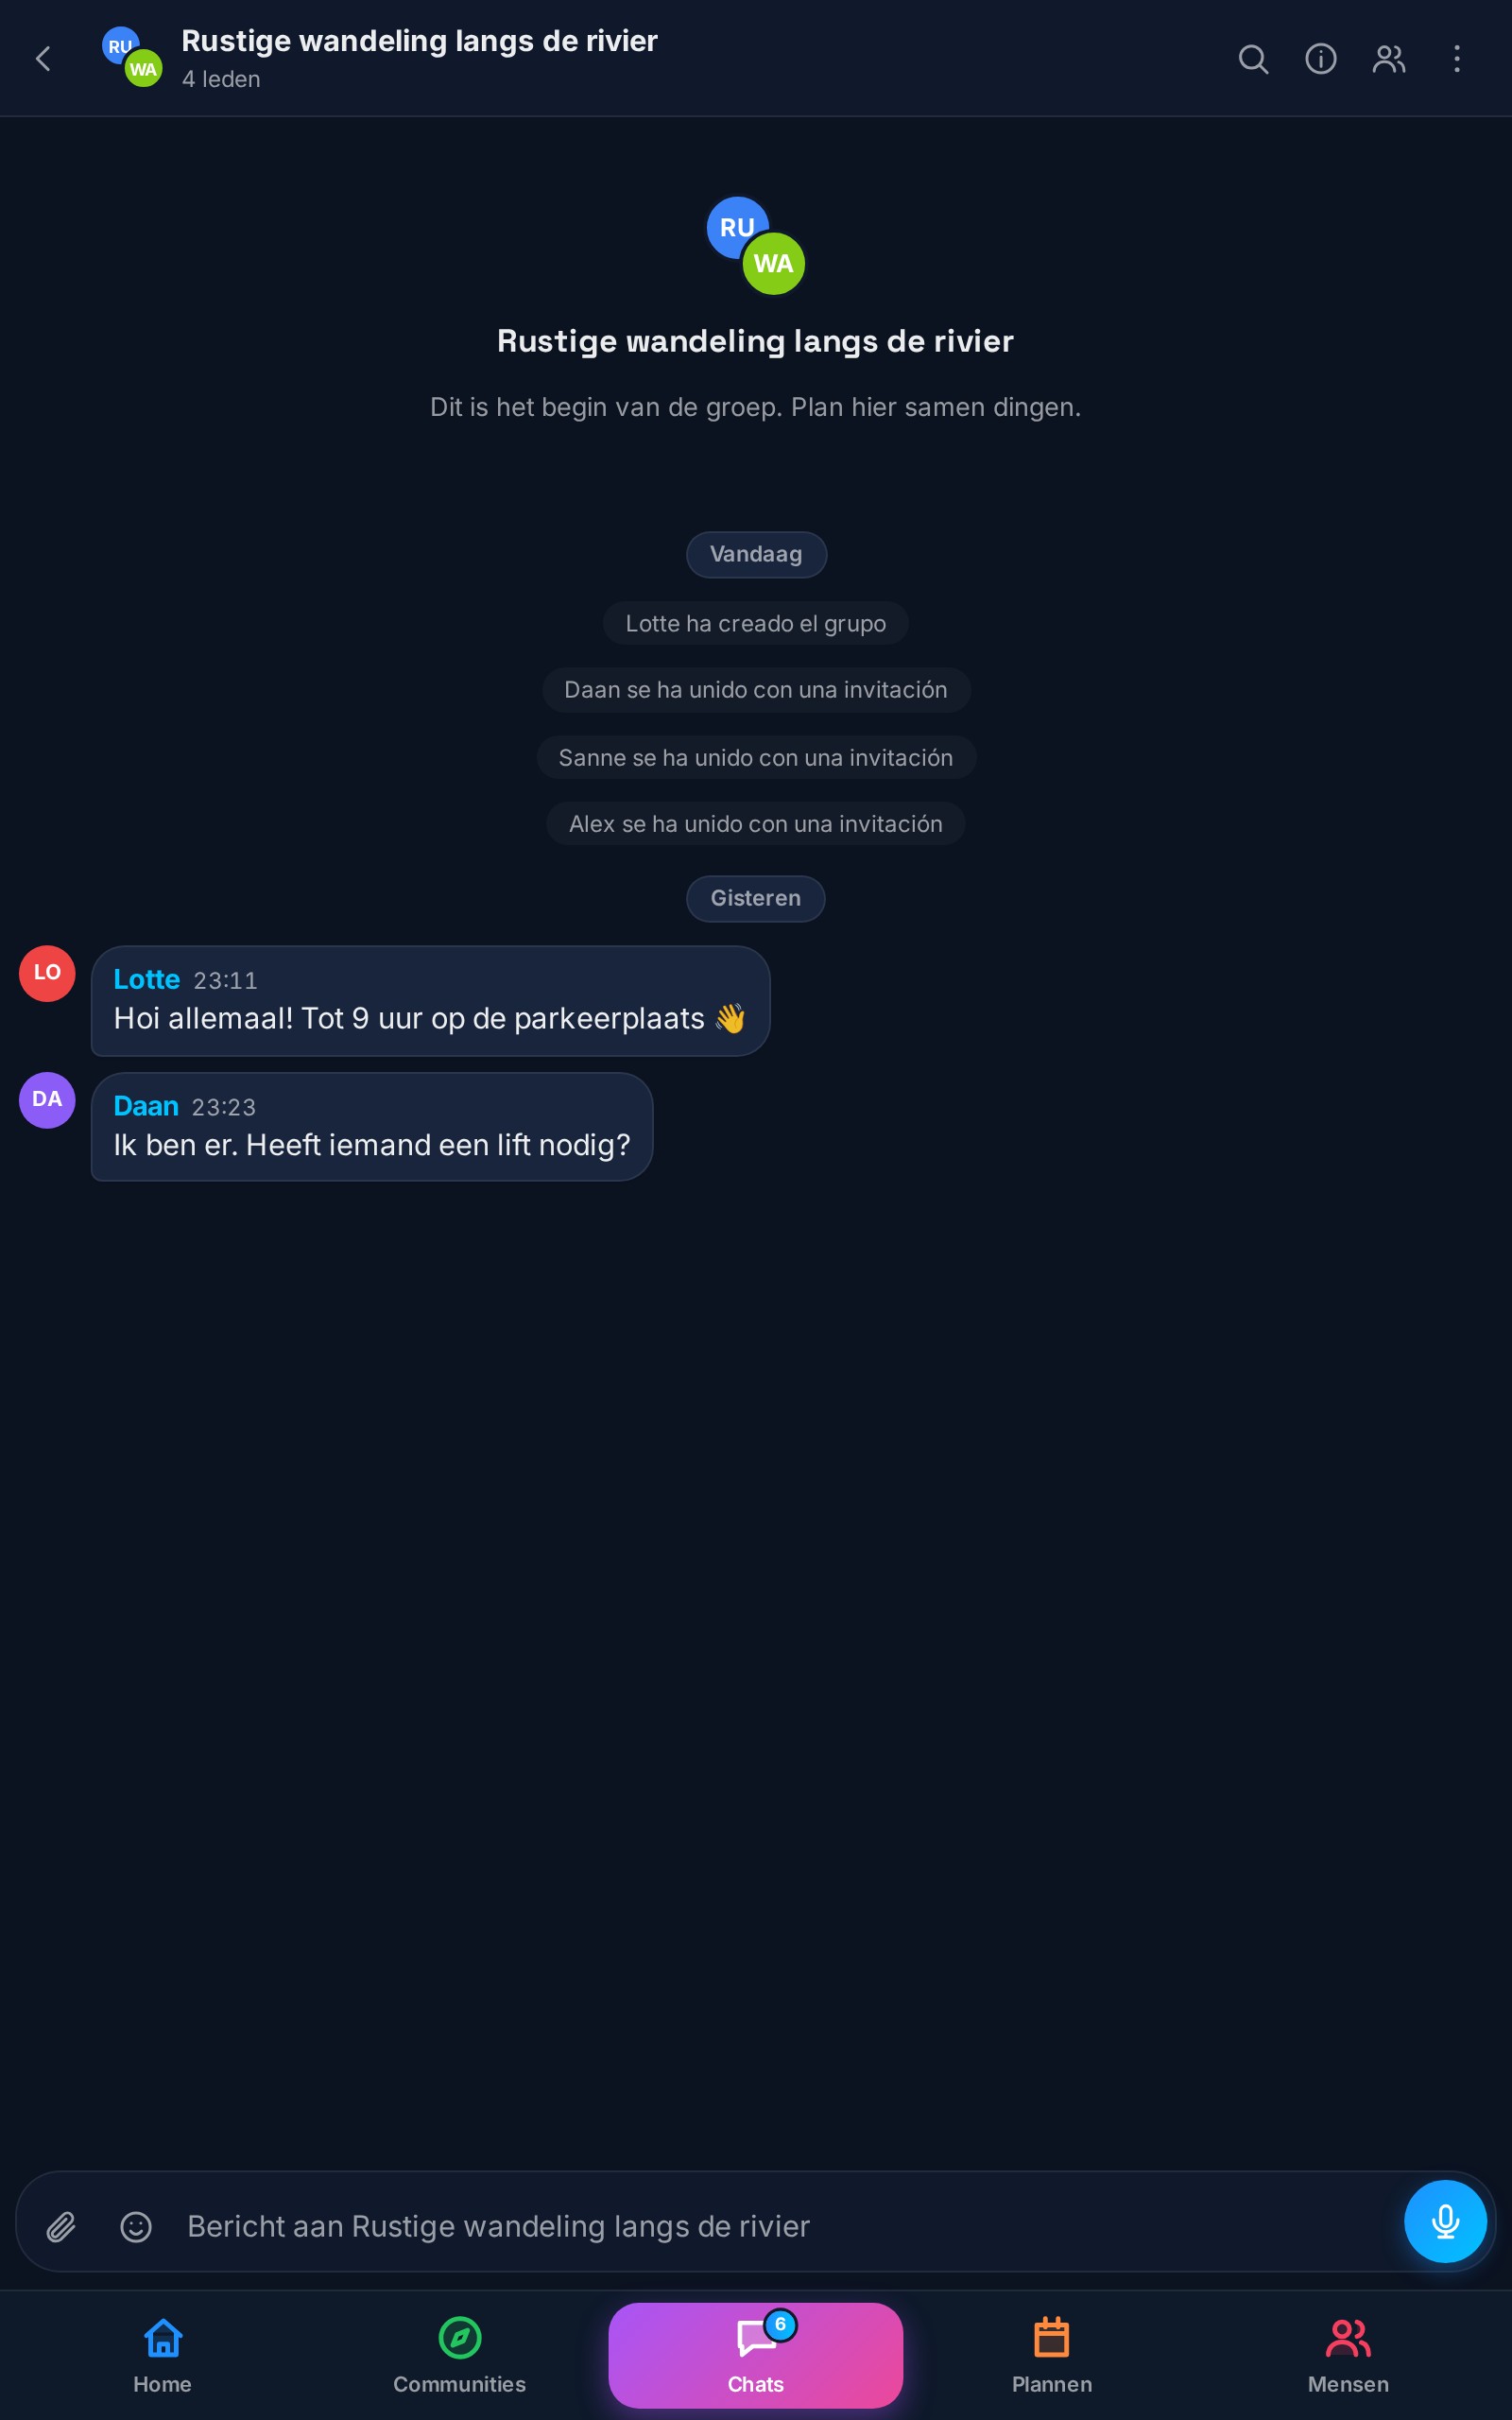 RU
WA
Rustige wandeling langs de rivier
4 leden
RU
WA
Rustige wandeling langs de rivier
Dit is het begin van de groep. Plan hier samen dingen.
Vandaag
Lotte ha creado el grupo
Daan se ha unido con una invitación
Sanne se ha unido con una invitación
Alex se ha unido con una invitación
Gisteren
LO
Lotte 23:11
Hoi allemaal! Tot 9 uur op de parkeerplaats 👋
DA
Daan 23:23
Ik ben er. Heeft iemand een lift nodig?
Bericht aan Rustige wandeling langs de rivier
6
Home
Communities
Chats
Plannen
Mensen